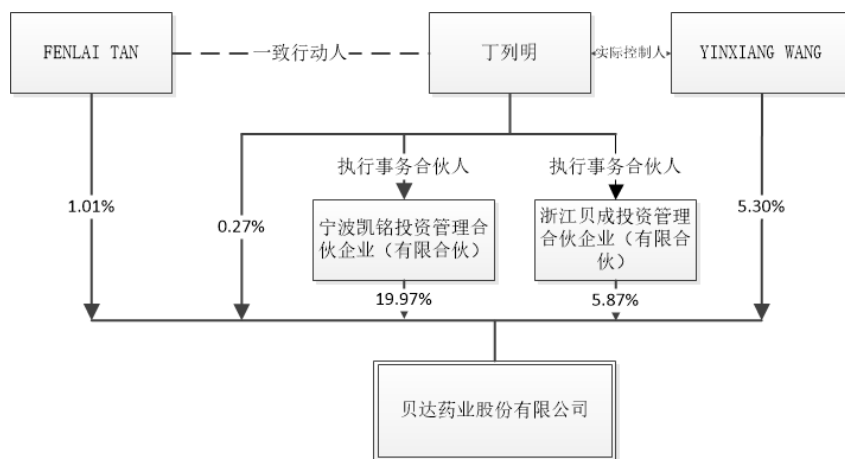 FENLAI TAN
一致行动人
丁列明
实际控制人
YINXIANG WANG
执行事务合伙人
执行事务合伙人
1.01%
0.27%
宁波凯铭投资管理合
伙企业（有限合伙）
浙江贝成投资管理
合伙企业（有限合
伙）
5.30%
19.97%
5.87%
贝达药业股份有限公司